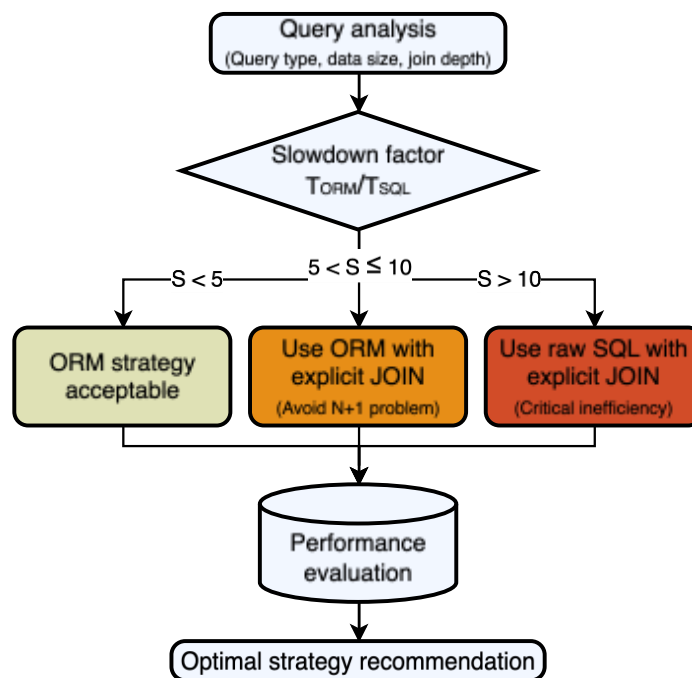 Query analysis
(Query type, data size, join depth)
Slowdown factor
TORM/TSQL
S < 5
5 < S ≤ 10
S > 10
ORM strategy
acceptable
Use ORM with
explicit JOIN
(Avoid N+1 problem)
Use raw SQL with
explicit JOIN
(Critical inefficiency)
Performance
evaluation
Optimal strategy recommendation